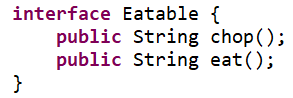 interface Eatable {
    public String chop();
    public String eat();
}